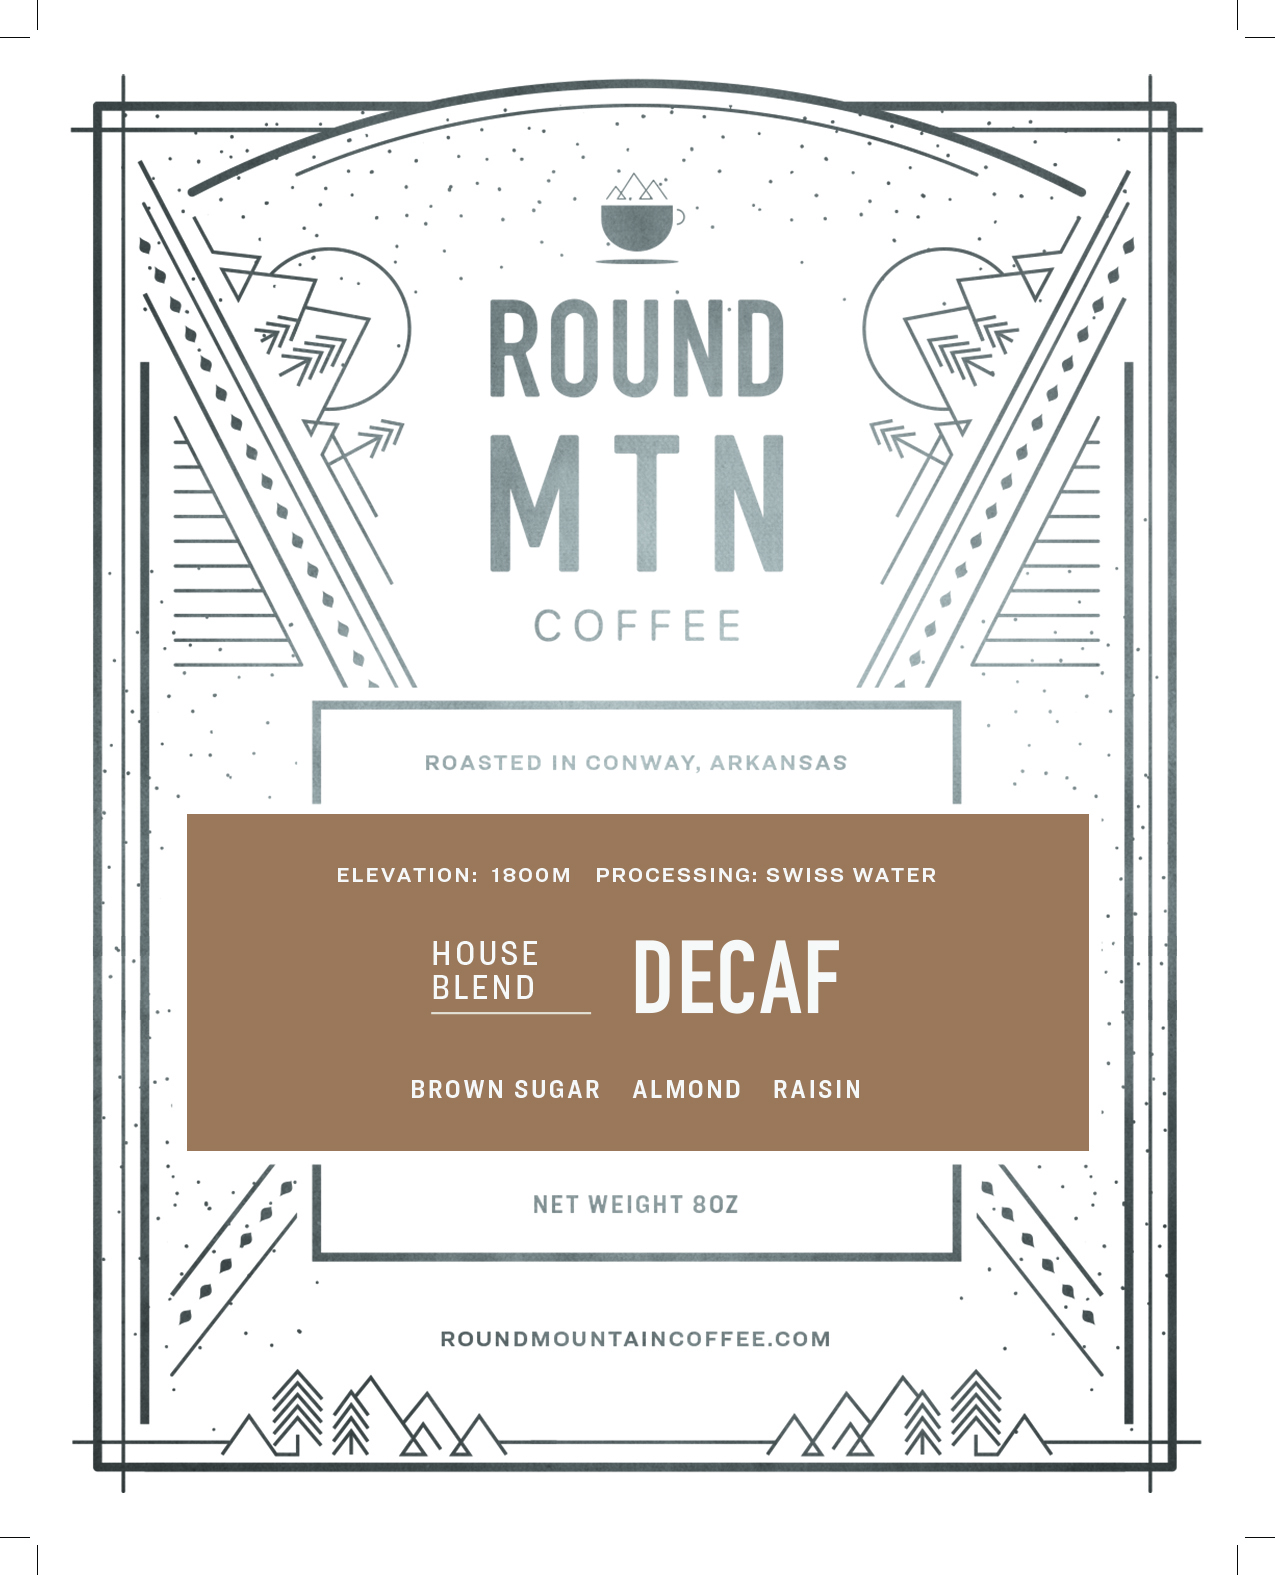 ROUND
MTN
COFFEE
ROASTED IN CONWAY, ARKANSAS
ELEVATION: 1800M PROCESSING: SWISS WATER
HOUSE
BLEND
DECAF
BROWN SUGAR ALMOND RAISIN
NET WEIGHT 8OZ
ROUNDMOUNTAINCOFFEE.COM